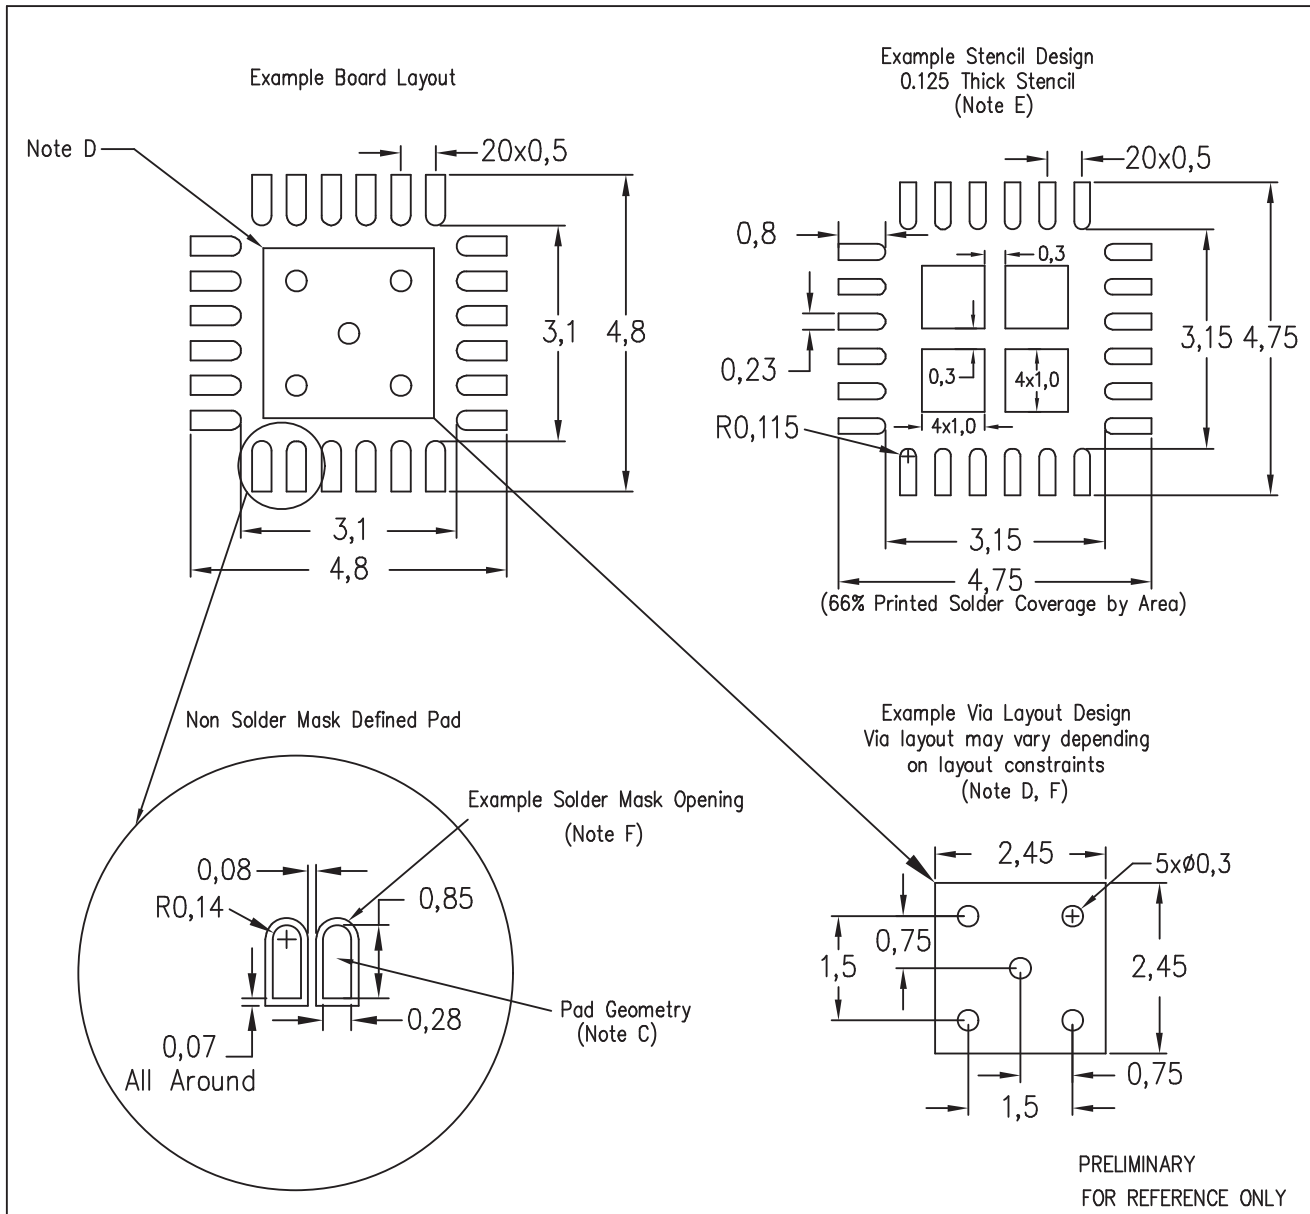 Example Board Layout
Note D
20x0,5
3,1
4,8
3,1
4,8
Example Stencil Design
0.125 Thick Stencil
(Note E)
20x0,5
0,8
0,3
0,23
0,3
4x1,0
4x1,0
R0,115
3,15
4,75
3,15
4,75
(66% Printed Solder Coverage by Area)
Non Solder Mask Defined Pad
Example Solder Mask Opening
(Note F)
0,08
R0,14
0,85
0,28
0,07
All Around
Pad Geometry
(Note C)
Example Via Layout Design
Via layout may vary depending
on layout constraints
(Note D, F)
2,45
5xø0,3
0,75
1,5
2,45
0,75
1,5
PRELIMINARY
FOR REFERENCE ONLY